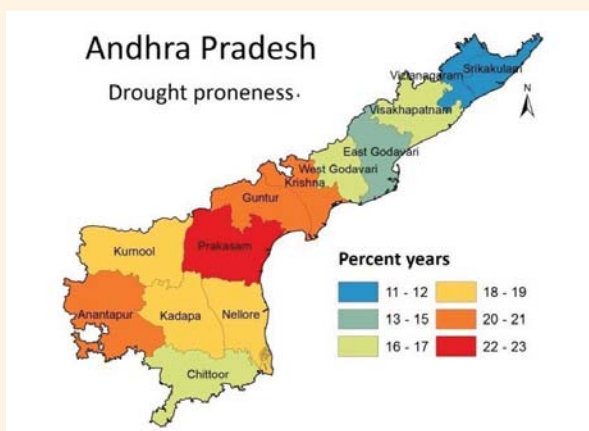 Andhra Pradesh
Drought proneness.
Vizianagaram
Srikakulam
N
Visakhapatnam
East Godavari
West Godavari
Krishna
Guntur
Kurnool
Prakasam
Anantapur
Kadapa
Nellore
Chittoor
Percent years
11 - 12
18 - 19
13 - 15
20 - 21
16 - 17
22 - 23